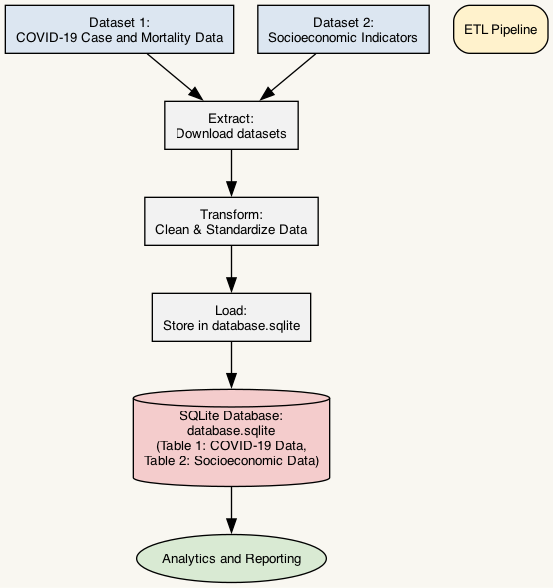 Dataset 1:
COVID-19 Case and Mortality Data
Dataset 2:
Socioeconomic Indicators
ETL Pipeline
Extract:
Download datasets
Transform:
Clean & Standardize Data
Load:
Store in database.sqlite
SQLite Database:
database.sqlite
(Table 1: COVID-19 Data,
Table 2: Socioeconomic Data)
Analytics and Reporting